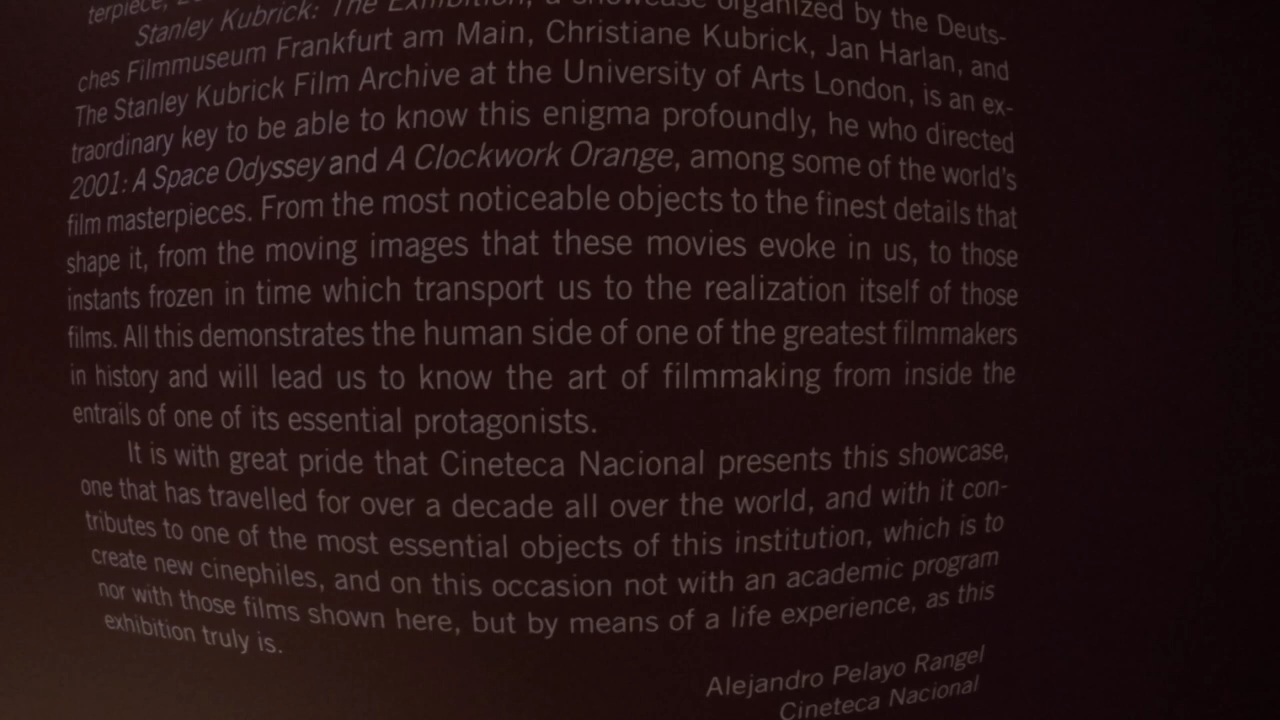 terpiece, 20
Stanley Kubrick: The Exhibition, a showcase organized by the Deuts-
ches Filmmuseum Frankfurt am Main, Christiane Kubrick, Jan Harlan, and
The Stanley Kubrick Film Archive at the University of Arts London, is an ex-
traordinary key to be able to know this enigma profoundly, he who directed
2001: A Space Odyssey and A Clockwork Orange, among some of the world's
film masterpieces. From the most noticeable objects to the finest details that
shape it, from the moving images that these movies evoke in us, to those
instants frozen in time which transport us to the realization itself of those
films. All this demonstrates the human side of one of the greatest filmmakers
in history and will lead us to know the art of filmmaking from inside the
entrails of one of its essential protagonists.
It is with great pride that Cineteca Nacional presents this showcase,
one that has travelled for over a decade all over the world, and with it con-
tributes to one of the most essential objects of this institution, which is to
create new cinephiles, and on this occasion not with an academic program
nor with those films shown here, but by means of a life experience, as this
exhibition truly is.
Alejandro Pelayo Rangel
Cineteca Nacional